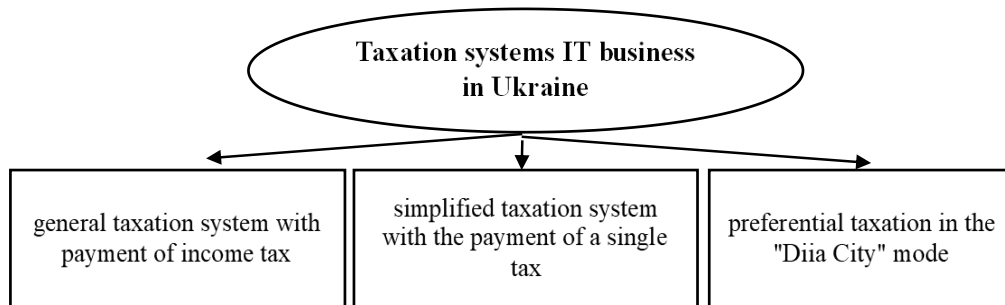 Taxation systems IT business
in Ukraine
general taxation system with
payment of income tax
simplified taxation system
with the payment of a single
tax
preferential taxation in the
"Diia City" mode